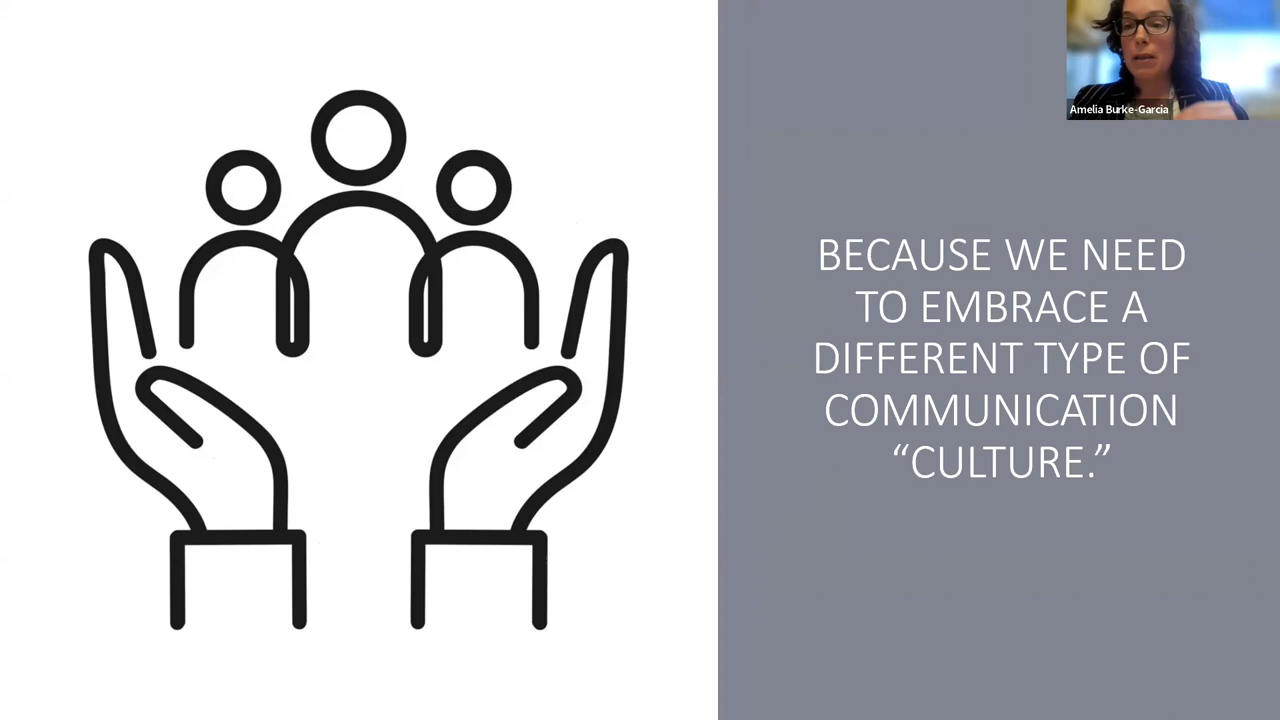 Amelia Burke-Garcia
BECAUSE WE NEED
TO EMBRACE A
DIFFERENT TYPE OF
COMMUNICATION
“CULTURE.”